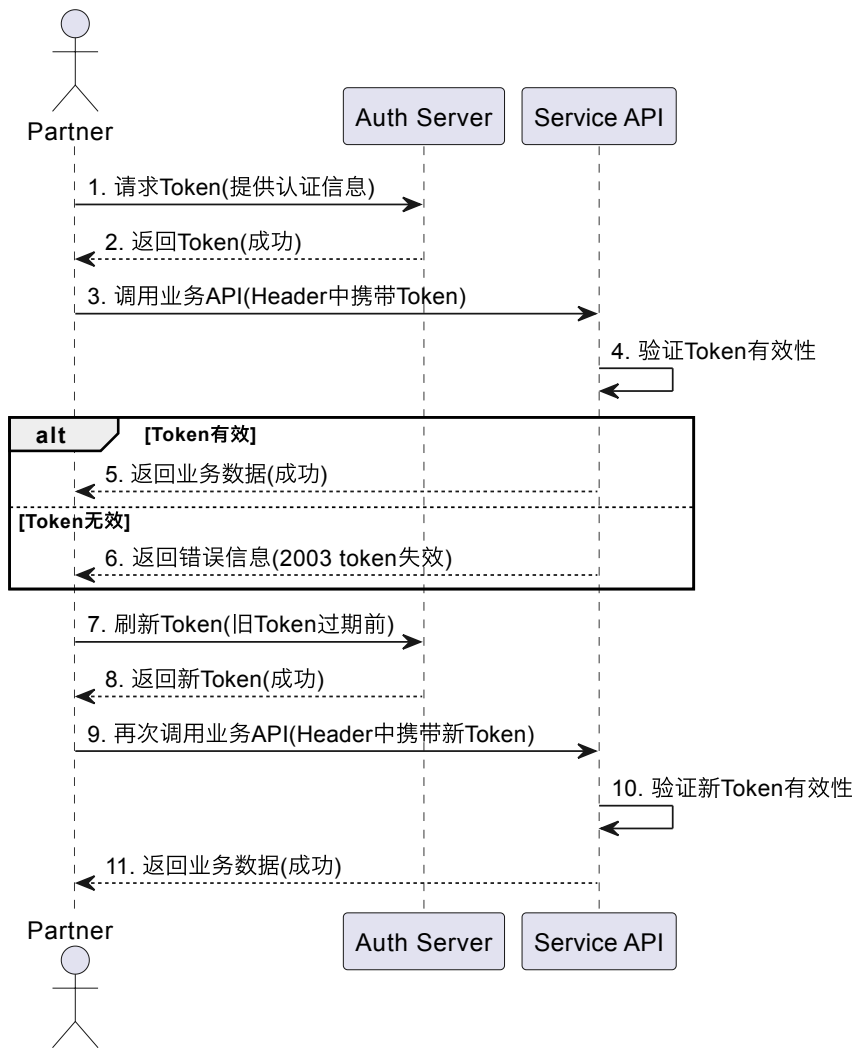 Partner
Auth Server
Service API
1. 请求Token(提供认证信息)
2. 返回Token(成功)
3. 调用业务API(Header中携带Token)
4. 验证Token有效性
alt
[Token有效]
5. 返回业务数据(成功)
[Token无效]
6. 返回错误信息(2003 token失效)
7. 刷新Token(旧Token过期前)
8. 返回新Token(成功)
9. 再次调用业务API(Header中携带新Token)
10. 验证新Token有效性
11. 返回业务数据(成功)
Partner
Auth Server
Service API